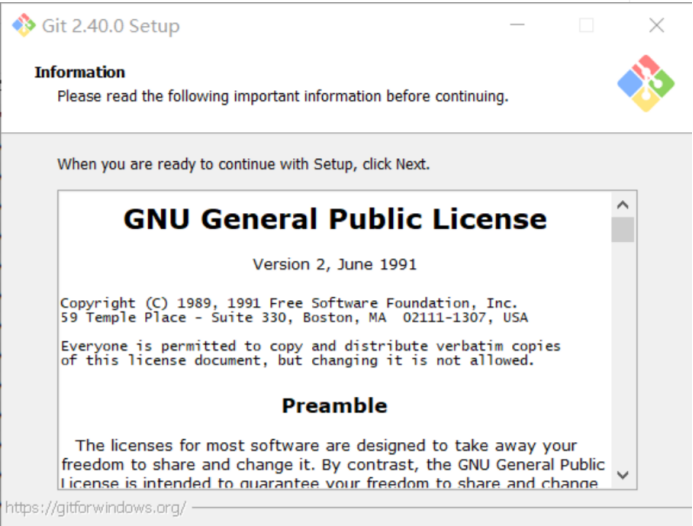 Git 2.40.0 Setup
Information
Please read the following important information before continuing.
When you are ready to continue with Setup, click Next.
GNU General Public License
Version 2, June 1991
Copyright (C) 1989, 1991 Free Software Foundation, Inc.
59 Temple Place - Suite 330, Boston, MA  02111-1307, USA
Everyone is permitted to copy and distribute verbatim copies
of this license document, but changing it is not allowed.
Preamble
The licenses for most software are designed to take away your
freedom to share and change it. By contrast, the GNU General Public
License is intended to guarantee your freedom to share and change
https://gitforwindows.org/